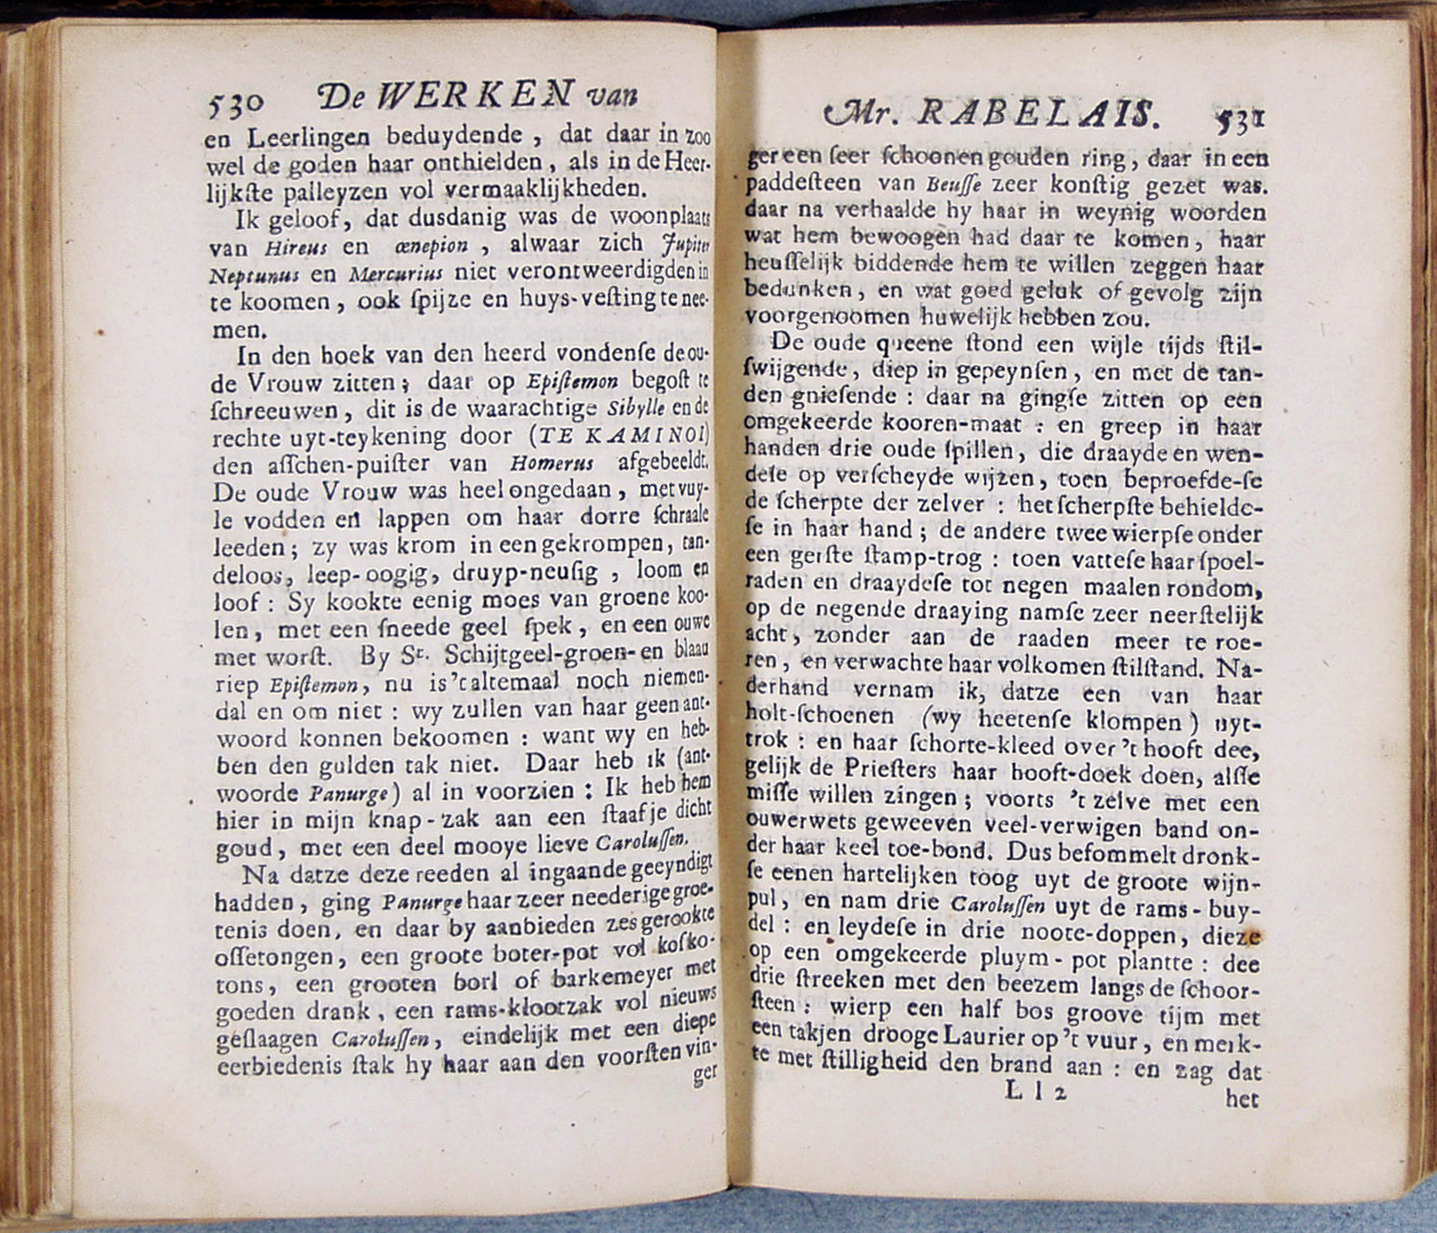 530 De WERKEN van
en Leerlingen beduydende , dat daar in zoo
wel de goden haar onthielden , als in de Heer-
lijkſte palleyzen vol vermaaklijkheden.
Ik geloof, dat dusdanig was de woonplaats
van Hireus en œnepion , alwaar zich Jupiter
Neptunus en Mercurius niet verontweerdigden in
te koomen , ook ſpijze en huys-veſting te nee-
men.
In den hoek van den heerd vondenſe de ou-
de Vrouw zitten ; daar op Epiſtemon begoſt te
ſchreeuwen , dit is de waarachtige Sibylle en de
rechte uyt-teykening door (TE KAMINOI)
den aſſchen-puiſter van Homerus afgebeeldt.
De oude Vrouw was heel ongedaan , met vuy-
le vodden en lappen om haar dorre ſchraale
leeden ; zy was krom in een gekrompen, tan-
deloos, leep-oogig, druyp-neuſig , loom en
loof : Sy kookte eenig moes van groene koo-
len, met een ſneede geel ſpek , en een ouwe
met worſt. By St. Schijtgeel-groen-en blaau
riep Epiſtemon, nu is 't altemaal noch niemen-
dal en om niet : wy zullen van haar geen ant-
woord konnen bekoomen : want wy en heb-
ben den gulden tak niet. Daar heb ik (ant-
woorde Panurge) al in voorzien : Ik heb hem
hier in mijn knap-zak aan een ſtaafje dicht
goud, met een deel mooye lieve Caroluſſen.
Na datze deze reeden al ingaande geeyndigt
hadden, ging Panurge haar zeer neederige groe-
tenis doen, en daar by aanbieden zes gerookte
oſſetongen, een groote boter-pot vol koſko-
tons, een grooten borl of barkemeyer met
goeden drank, een rams-klootzak vol nieuws
geſlaagen Caroluſſen, eindelijk met een diepe
eerbiedenis ſtak hy haar aan den voorſten vin-
ger
Mr. RABELAIS. 531
ger een ſeer ſchoonen gouden ring, daar in een
paddeſteen van Beuſſe zeer konſtig gezet was.
daar na verhaalde hy haar in weynig woorden
wat hem bewoogen had daar te komen, haar
heuſſelijk biddende hem te willen zeggen haar
bedunken, en wat goed geluk of gevolg zijn
voorgenoomen huwelijk hebben zou.
De oude queene ſtond een wijle tijds ſtil-
ſwijgende, diep in gepeynſen, en met de tan-
den gnieſende : daar na gingſe zitten op een
omgekeerde kooren-maat : en greep in haar
handen drie oude ſpillen, die draayde en wen-
deſe op verſcheyde wijzen, toen beproefde-ſe
de ſcherpte der zelver : het ſcherpſte behielde-
ſe in haar hand ; de andere twee wierpſe onder
een gerſte ſtamp-trog : toen vatteſe haar ſpoel-
raden en draaydeſe tot negen maalen rondom,
op de negende draaying namſe zeer neerſtelijk
acht, zonder aan de raaden meer te roe-
ren, en verwachte haar volkomen ſtilſtand. Na-
derhand vernam ik, datze een van haar
holt-ſchoenen (wy heetenſe klompen) uyt-
trok : en haar ſchorte-kleed over 't hooft dee,
gelijk de Prieſters haar hooft-doek doen, alſſe
miſſe willen zingen ; voorts 't zelve met een
ouwerwets geweeven veel-verwigen band on-
der haar keel toe-bond. Dus befommelt dronk-
ſe eenen hartelijken toog uyt de groote wijn-
pul, en nam drie Caroluſſen uyt de rams-buy-
del : en leydeſe in drie noote-doppen, dieze
op een omgekeerde pluym-pot plantte : dee
drie ſtreeken met den beezem langs de ſchoor-
ſteen : wierp een half bos groove tijm met
een takjen drooge Laurier op 't vuur, en merk-
te met ſtilligheid den brand aan : en zag dat
L l 2 het